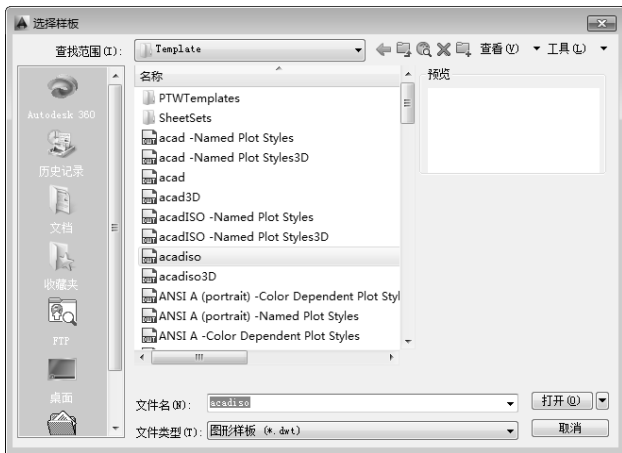 选择样板
查找范围(I): Template 查看(V) 工具(L)
名称 预览
PTWTemplates
SheetSets
acad -Named Plot Styles
acad -Named Plot Styles3D
acad
acad3D
acadISO -Named Plot Styles
acadISO -Named Plot Styles3D
acadiso
acadiso3D
ANSI A (portrait) -Color Dependent Plot Styl
ANSI A (portrait) -Named Plot Styles
ANSI A -Color Dependent Plot Styles
Autodesk 360
历史记录
文档
收藏夹
FTP
桌面
文件名(N): acadiso 打开(O)
文件类型(T): 图形样板 (*.dwt) 取消